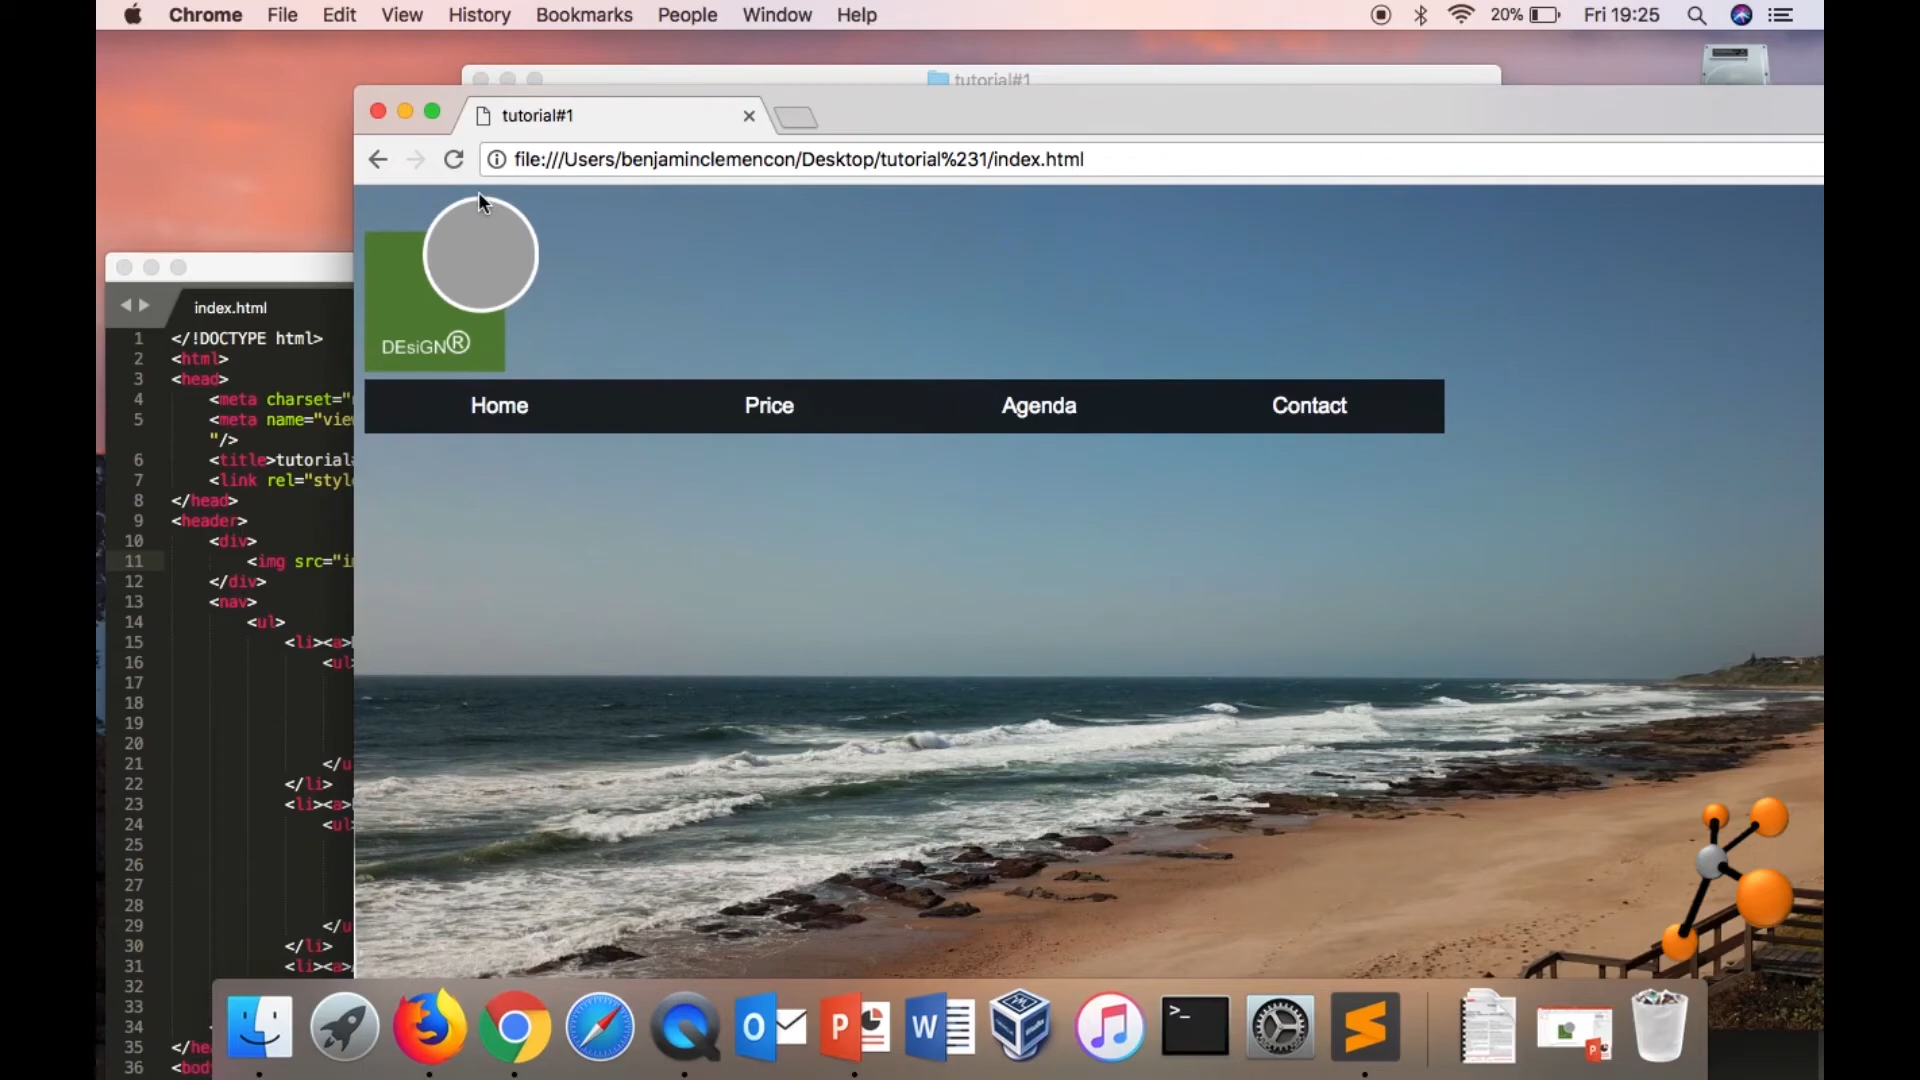 Chrome File Edit View History Bookmarks People Window Help 20% Fri 19:25
tutorial#1
tutorial#1
file:///Users/benjaminclemencon/Desktop/tutorial%231/index.html
DEsiGN®
Home Price Agenda Contact
index.html
1 </!DOCTYPE html>
2 <html>
3 <head>
4 <meta charset="
5 <meta name="vie
"/>
6 <title>tutorial
7 <link rel="styl
8 </head>
9 <header>
10 <div>
11 <img src="i
12 </div>
13 <nav>
14 <ul>
15 <li><a>
16 <ul
17
18
19
20
21 </u
22 </li>
23 <li><a>
24 <ul
25
26
27
28
29 </u
30 </li>
31 <li><a>
32
33
34
35 </hea
36 <body